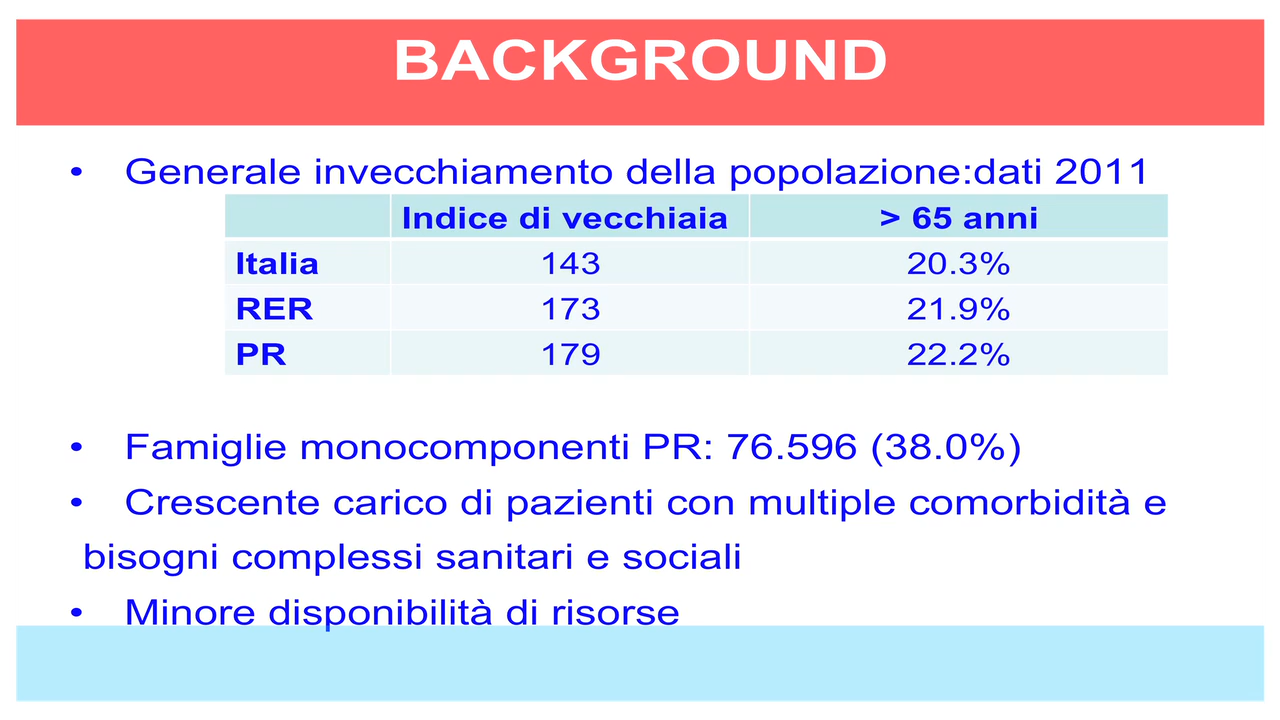 BACKGROUND
• Generale invecchiamento della popolazione:dati 2011
Indice di vecchiaia > 65 anni
Italia 143 20.3%
RER 173 21.9%
PR 179 22.2%
• Famiglie monocomponenti PR: 76.596 (38.0%)
• Crescente carico di pazienti con multiple comorbidità e
bisogni complessi sanitari e sociali
• Minore disponibilità di risorse